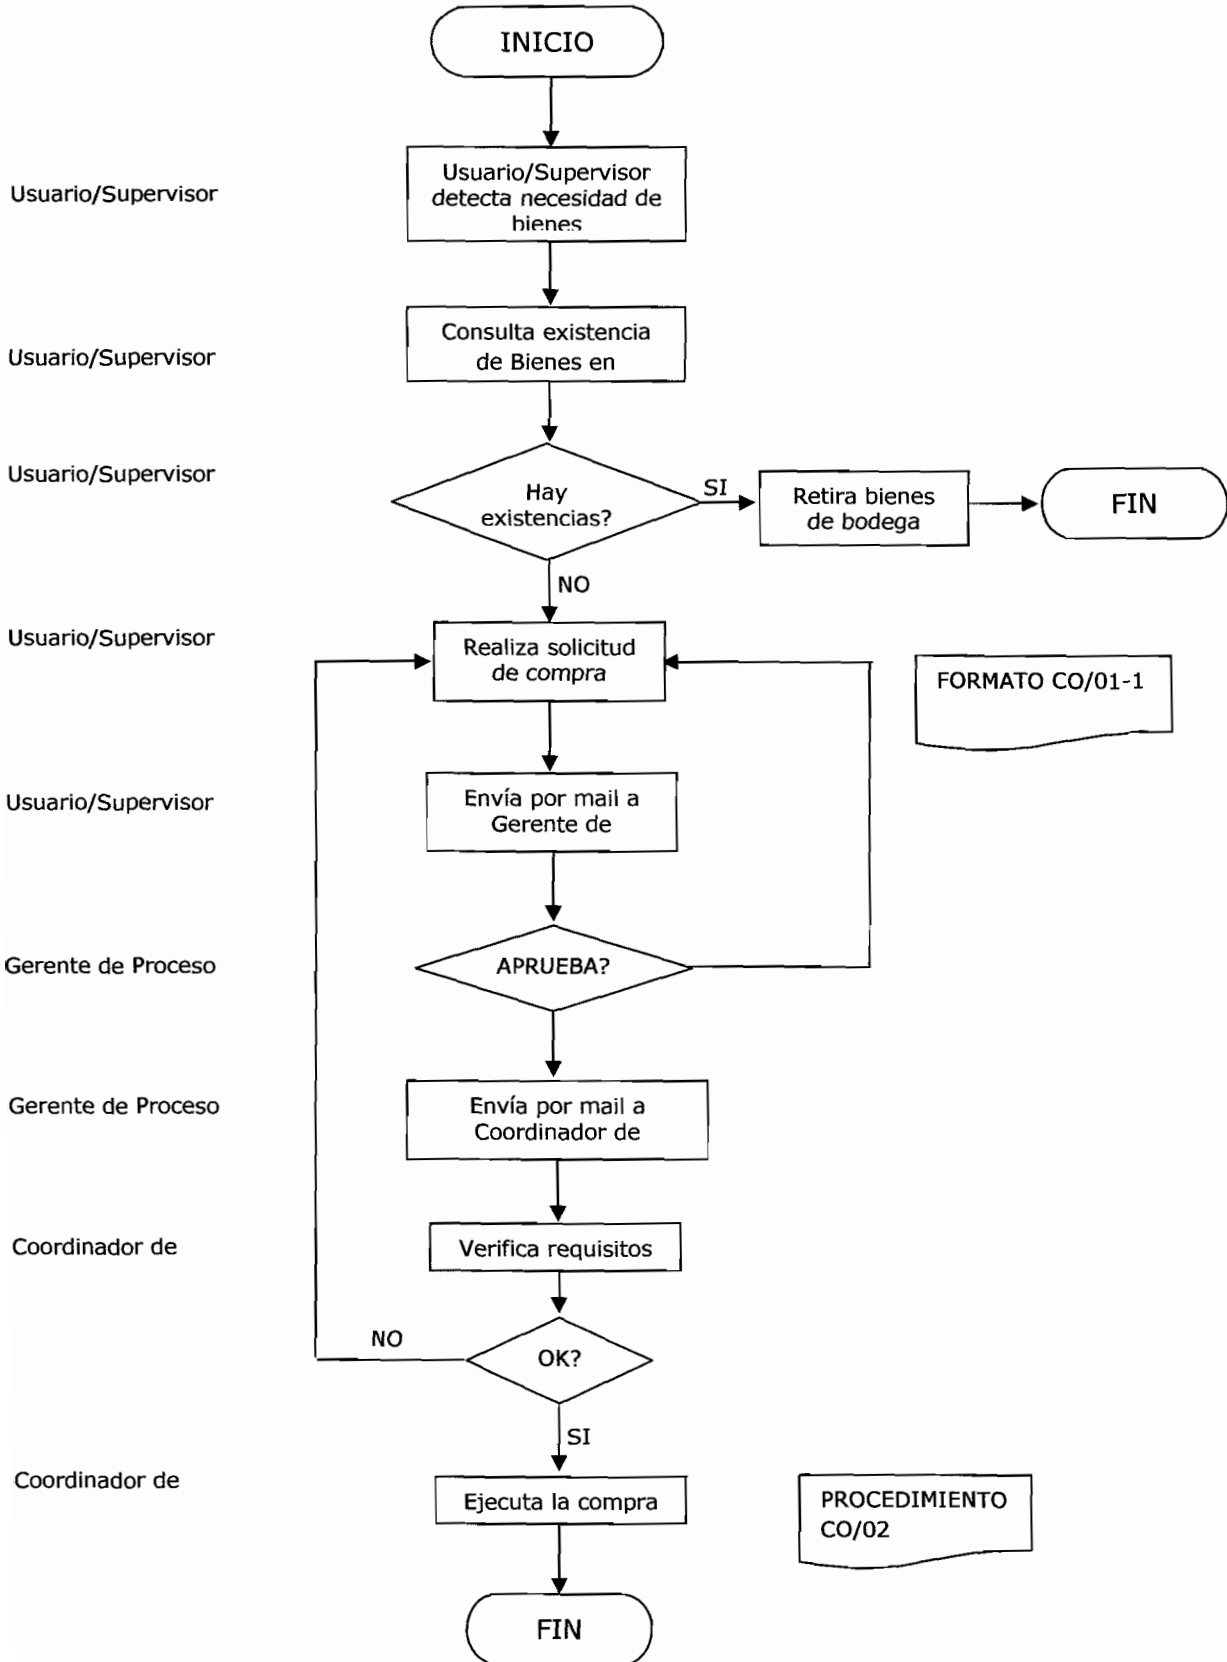 INICIO
Usuario/Supervisor
Usuario/Supervisor
detecta necesidad de
bienes
Usuario/Supervisor
Consulta existencia
de Bienes en
Usuario/Supervisor
Hay
existencias?
SI
Retira bienes
de bodega
FIN
NO
Usuario/Supervisor
Realiza solicitud
de compra
FORMATO CO/01-1
Usuario/Supervisor
Envía por mail a
Gerente de
Gerente de Proceso
APRUEBA?
Gerente de Proceso
Envía por mail a
Coordinador de
Coordinador de
Verifica requisitos
NO
OK?
SI
Coordinador de
Ejecuta la compra
PROCEDIMIENTO
CO/02
FIN